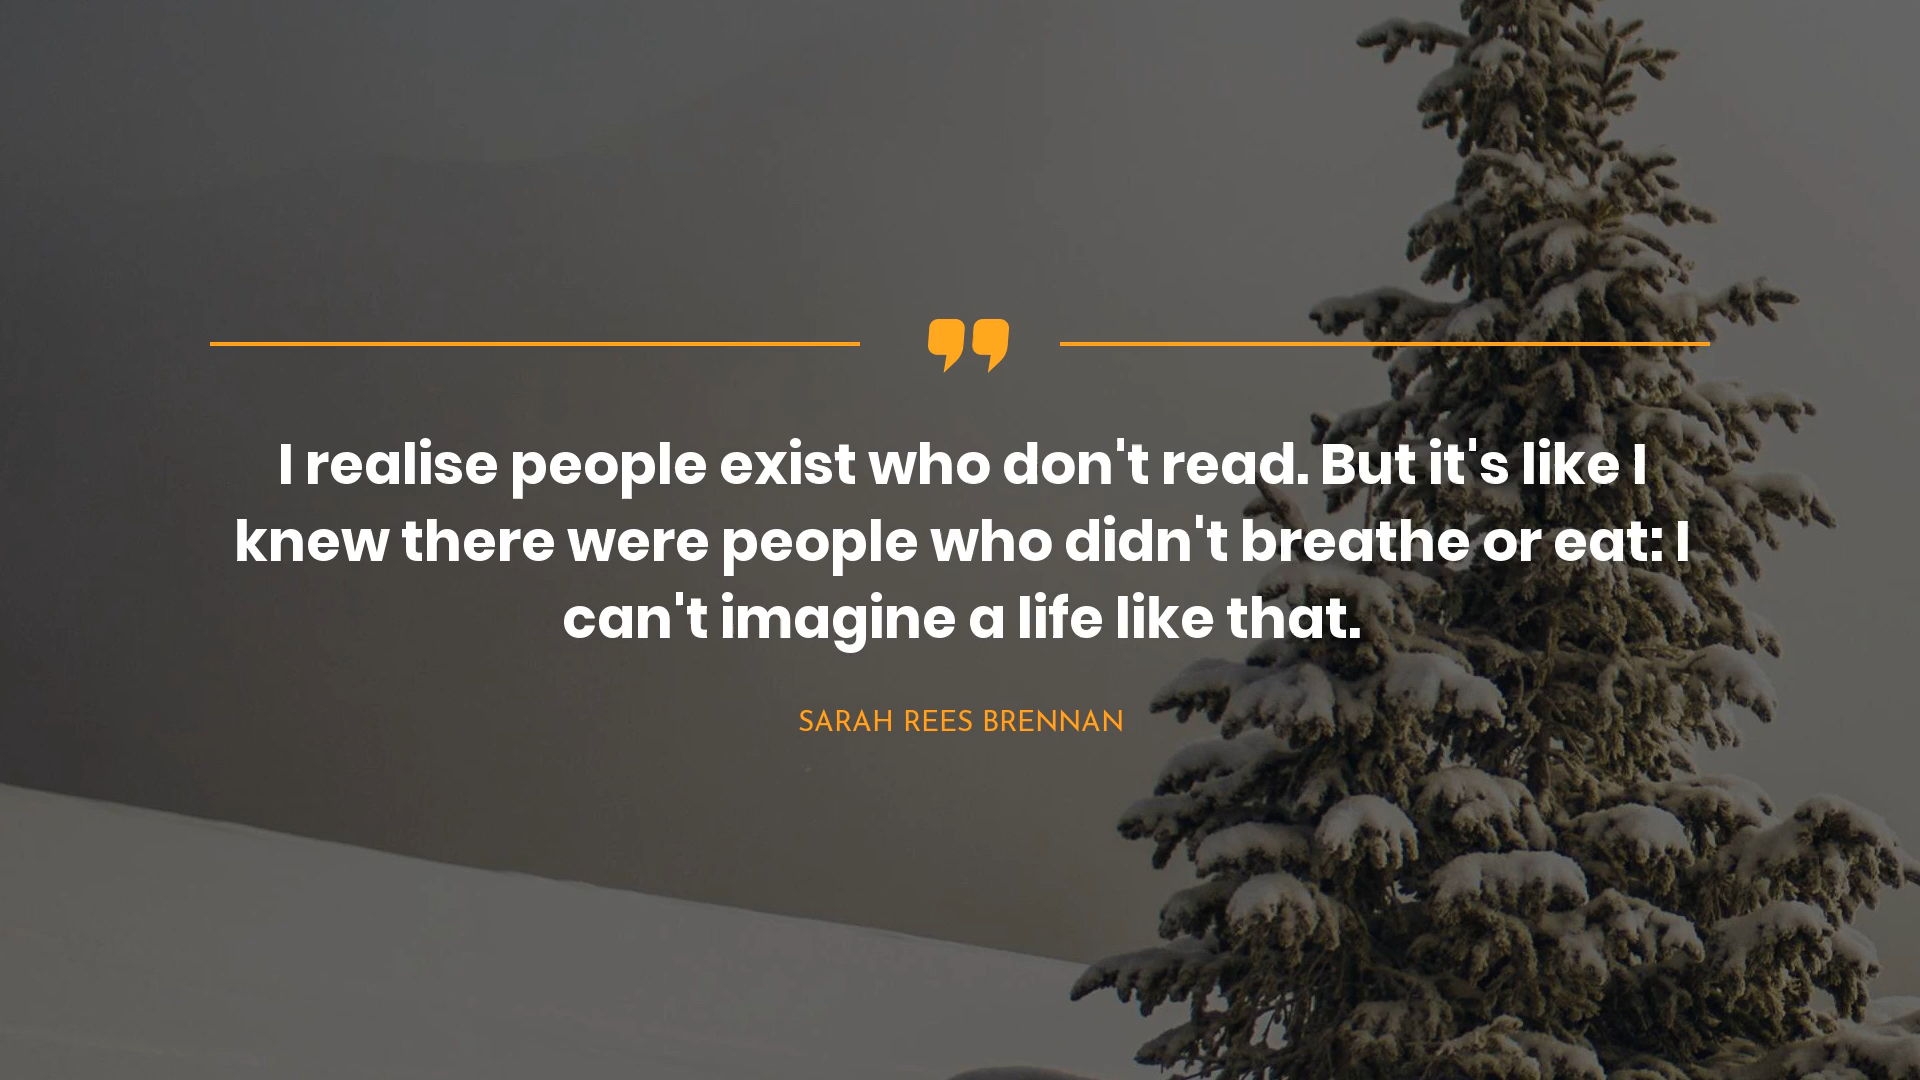 I realise people exist who don't read. But it's like I
knew there were people who didn't breathe or eat: I
can't imagine a life like that.
SARAH REES BRENNAN